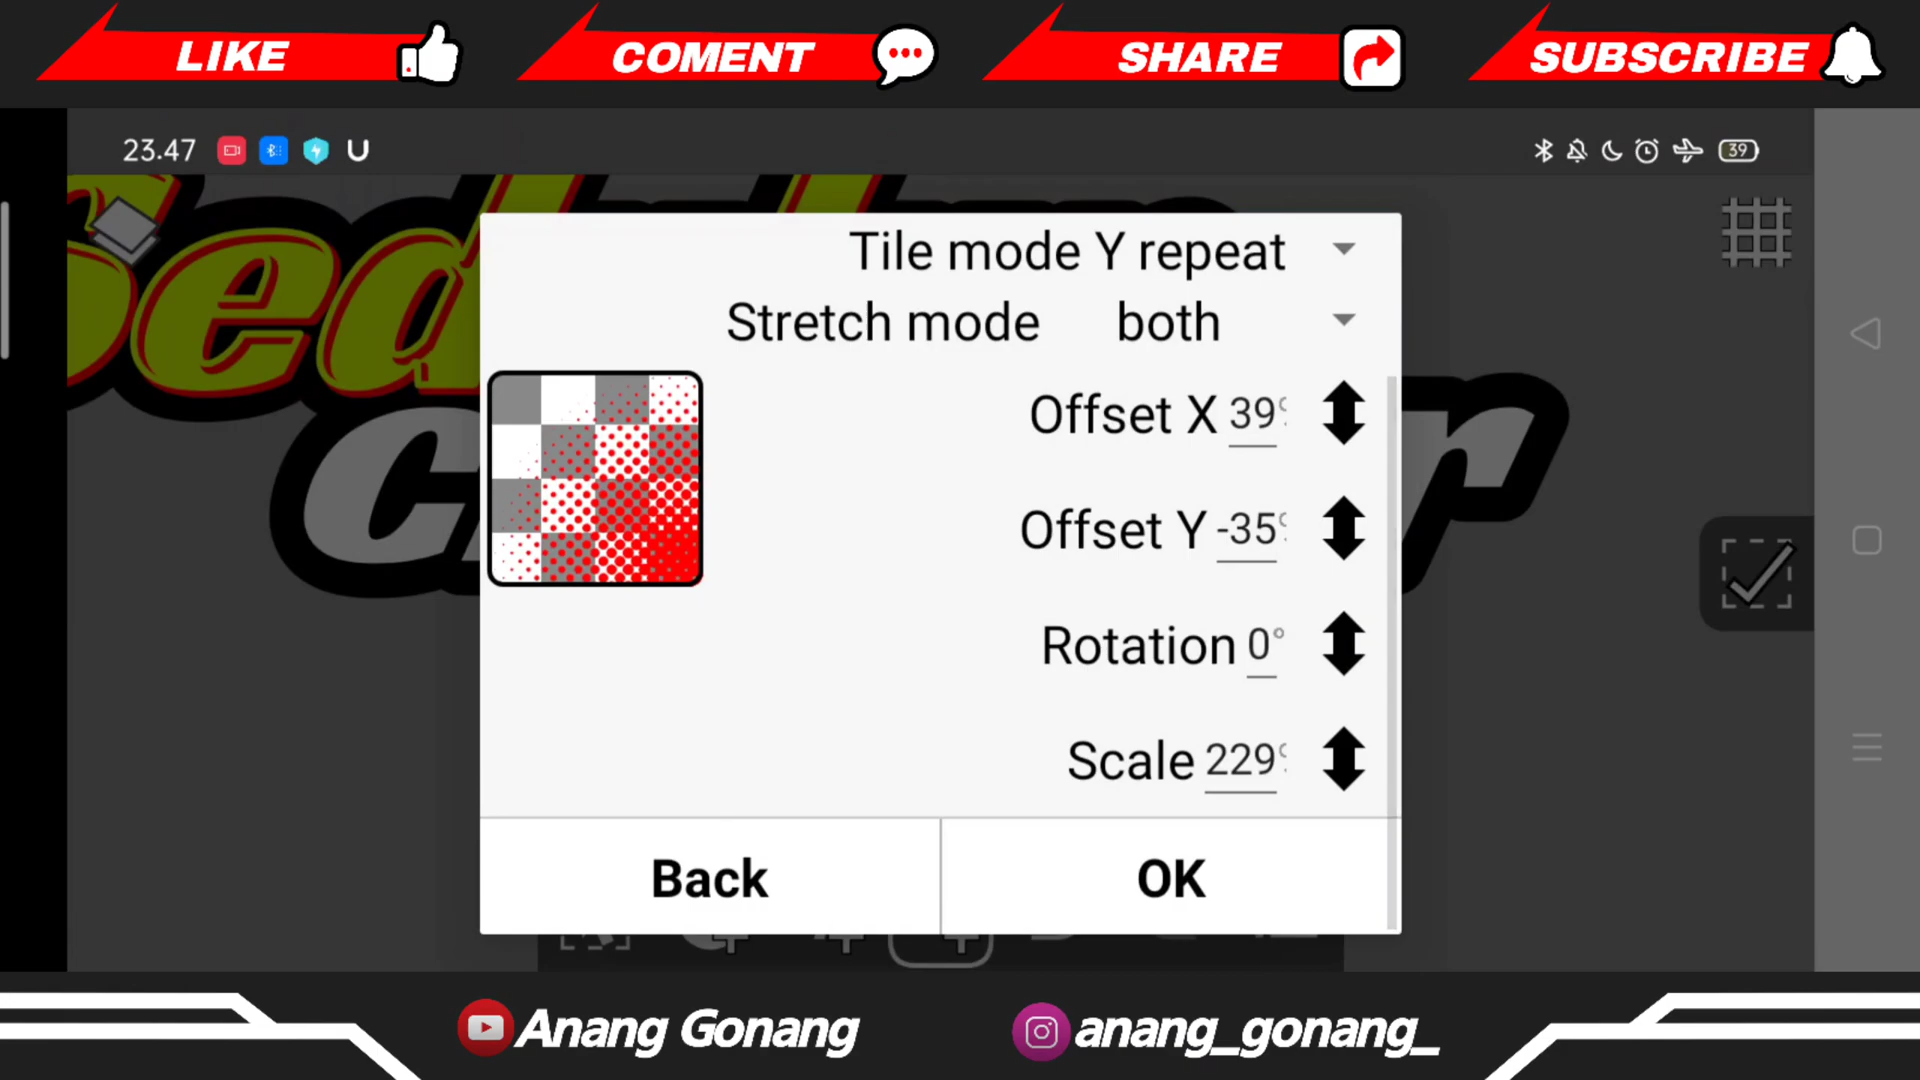 LIKE COMENT SHARE SUBSCRIBE
23.47 U 39
Tile mode Y repeat
Stretch mode both
Offset X 39
Offset Y -35
Rotation 0°
Scale 229
Back OK
Anang Gonang anang_gonang_